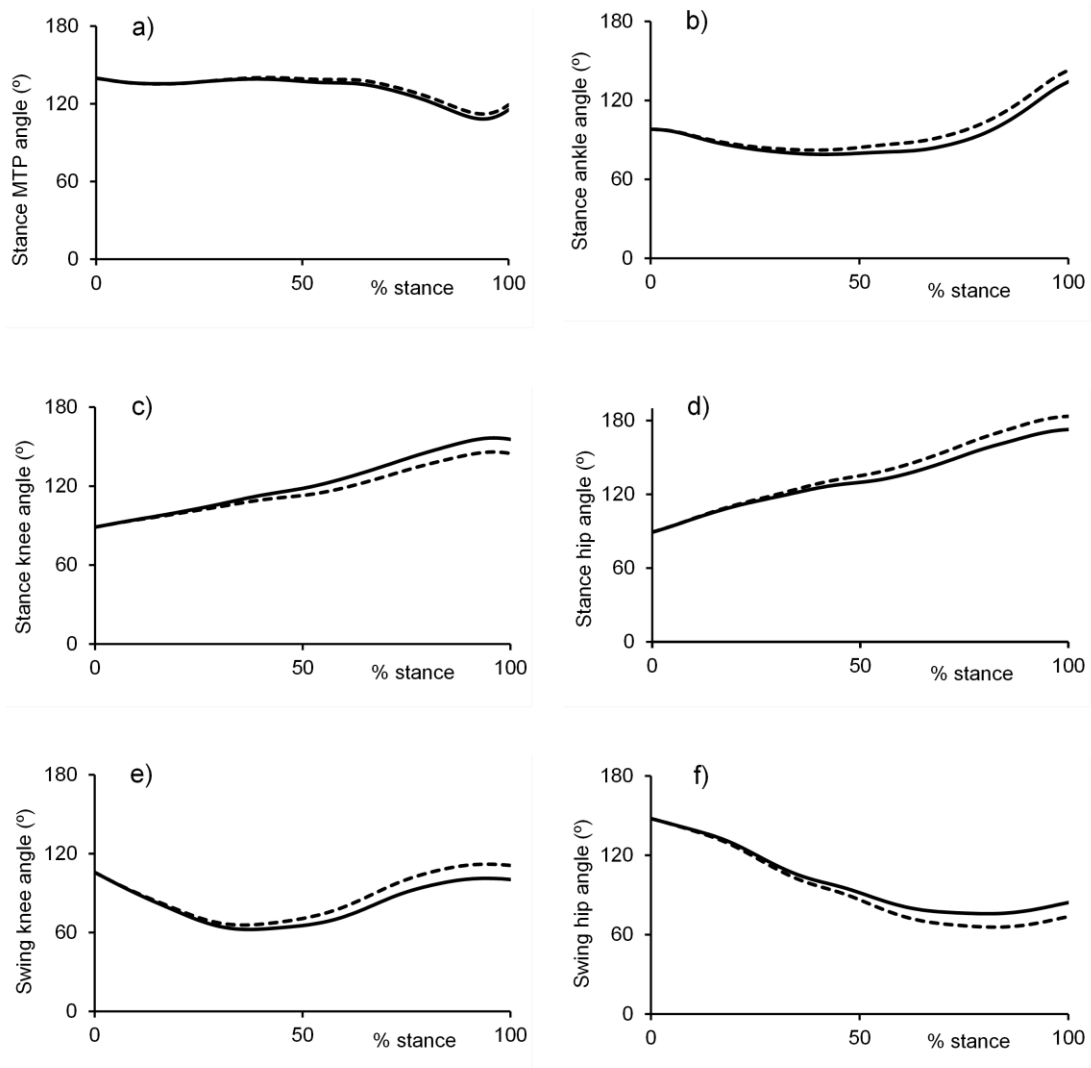 a)
Stance MTP angle (º)
180
120
60
0
0
50
100
% stance
b)
Stance ankle angle (º)
180
120
60
0
0
50
100
% stance
c)
Stance knee angle (º)
180
120
60
0
0
50
100
% stance
d)
Stance hip angle (º)
180
120
60
0
0
50
100
% stance
e)
Swing knee angle (º)
180
120
60
0
0
50
100
% stance
f)
Swing hip angle (º)
180
120
60
0
0
50
100
% stance